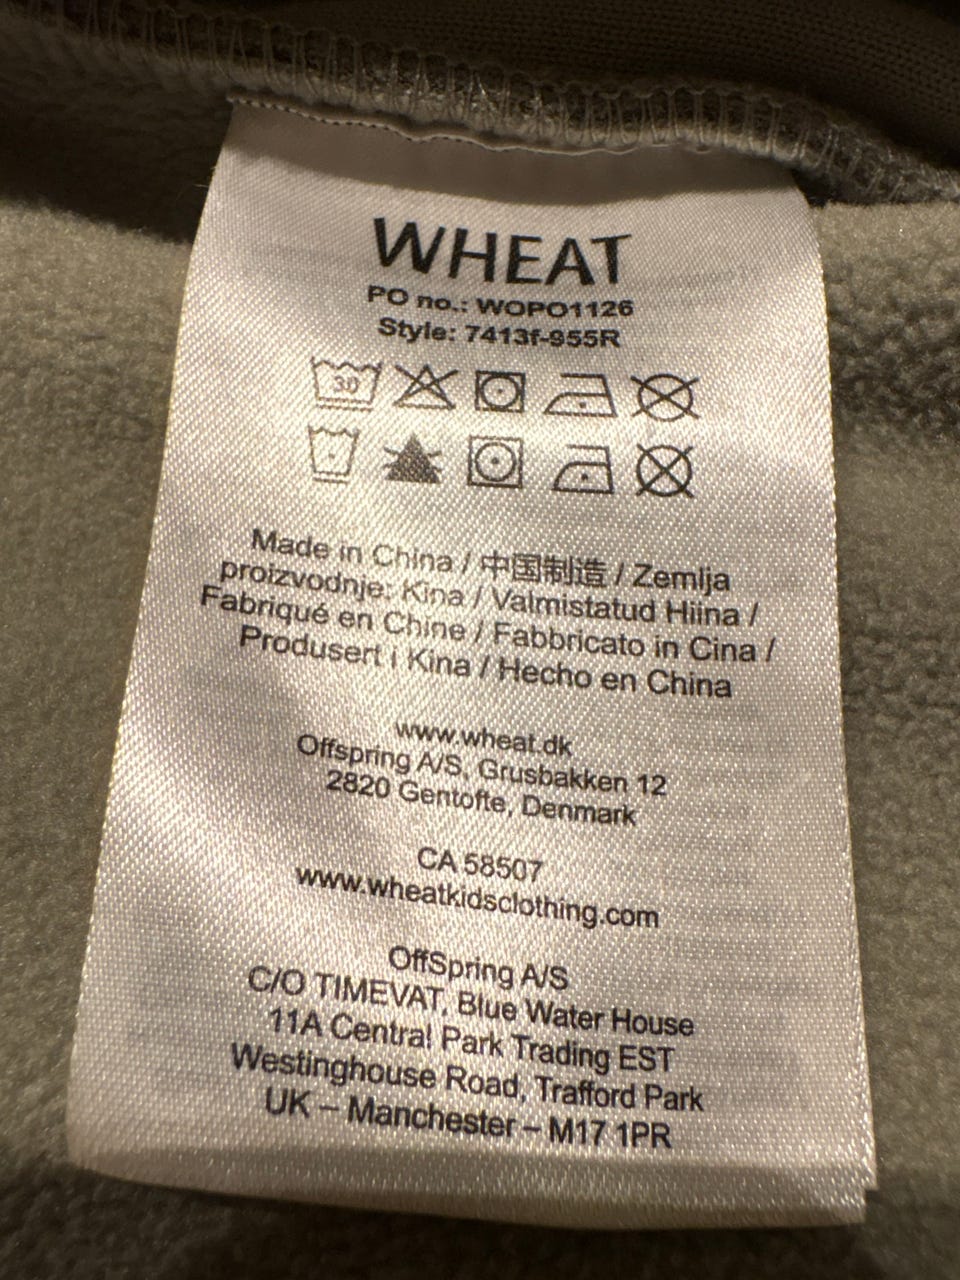 WHEAT
PO no.: WOPO1126
Style: 7413f-955R
30
Made in China / 中国制造 / Zemlja
proizvodnje: Kina / Valmistatud Hiina /
Fabriqué en Chine / Fabbricato in Cina /
Produsert i Kina / Hecho en China
www.wheat.dk
Offspring A/S, Grusbakken 12
2820 Gentofte, Denmark
CA 58507
www.wheatkidsclothing.com
OffSpring A/S
C/O TIMEVAT, Blue Water House
11A Central Park Trading EST
Westinghouse Road, Trafford Park
UK – Manchester – M17 1PR